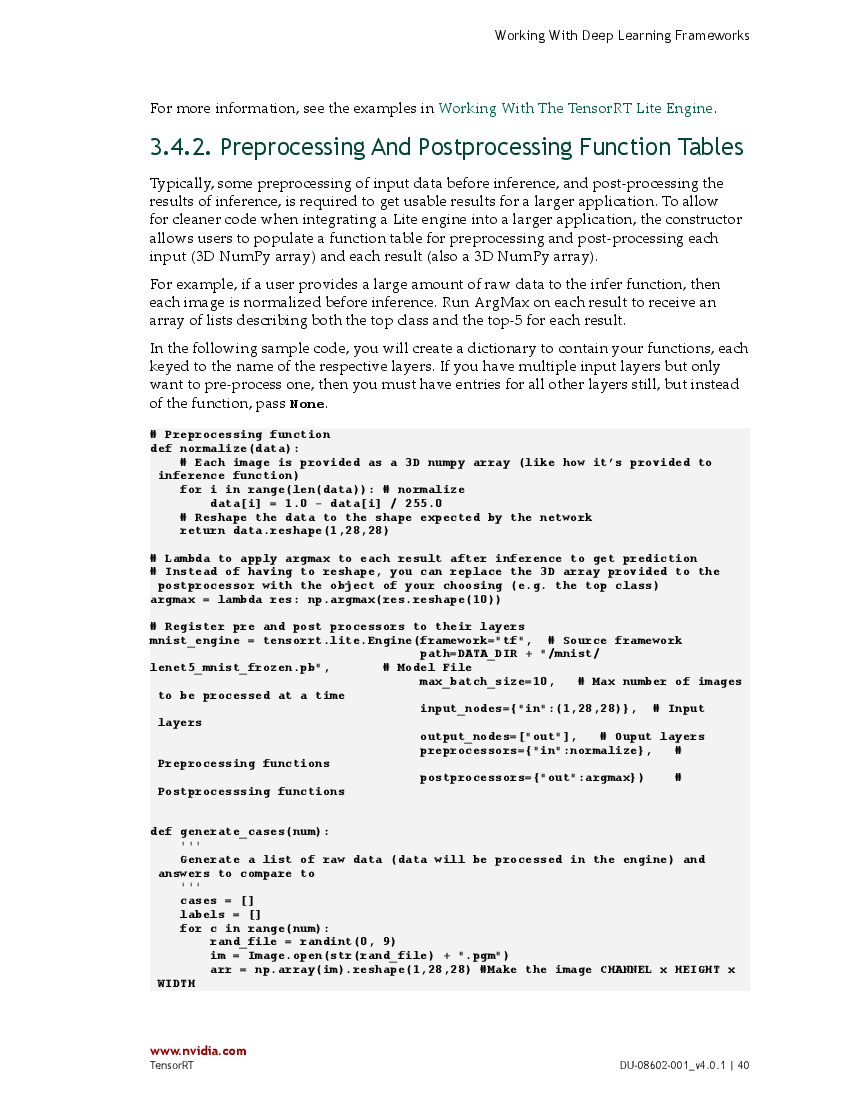 Working With Deep Learning Frameworks
For more information, see the examples in Working With The TensorRT Lite Engine.
3.4.2. Preprocessing And Postprocessing Function Tables
Typically, some preprocessing of input data before inference, and post-processing the
results of inference, is required to get usable results for a larger application. To allow
for cleaner code when integrating a Lite engine into a larger application, the constructor
allows users to populate a function table for preprocessing and post-processing each
input (3D NumPy array) and each result (also a 3D NumPy array).
For example, if a user provides a large amount of raw data to the infer function, then
each image is normalized before inference. Run ArgMax on each result to receive an
array of lists describing both the top class and the top-5 for each result.
In the following sample code, you will create a dictionary to contain your functions, each
keyed to the name of the respective layers. If you have multiple input layers but only
want to pre-process one, then you must have entries for all other layers still, but instead
of the function, pass None.
# Preprocessing function
def normalize(data):
    # Each image is provided as a 3D numpy array (like how it's provided to
 inference function)
    for i in range(len(data)): # normalize
        data[i] = 1.0 - data[i] / 255.0
    # Reshape the data to the shape expected by the network
    return data.reshape(1,28,28)
# Lambda to apply argmax to each result after inference to get prediction
# Instead of having to reshape, you can replace the 3D array provided to the
 postprocessor with the object of your choosing (e.g. the top class)
argmax = lambda res: np.argmax(res.reshape(10))
# Register pre and post processors to their layers
mnist_engine = tensorrt.lite.Engine(framework="tf",  # Source framework
                                    path=DATA_DIR + "/mnist/
lenet5_mnist_frozen.pb",       # Model File
                                    max_batch_size=10,   # Max number of images
 to be processed at a time
                                    input_nodes={"in":(1,28,28)},  # Input
 layers
                                    output_nodes=["out"],   # Ouput layers
                                    preprocessors={"in":normalize},   #
 Preprocessing functions
                                    postprocessors={"out":argmax})    #
 Postprocesssing functions
def generate_cases(num):
    '''
    Generate a list of raw data (data will be processed in the engine) and
 answers to compare to
    '''
    cases = []
    labels = []
    for c in range(num):
        rand_file = randint(0, 9)
        im = Image.open(str(rand_file) + ".pgm")
        arr = np.array(im).reshape(1,28,28) #Make the image CHANNEL x HEIGHT x
 WIDTH
www.nvidia.com
TensorRT DU-08602-001_v4.0.1 | 40